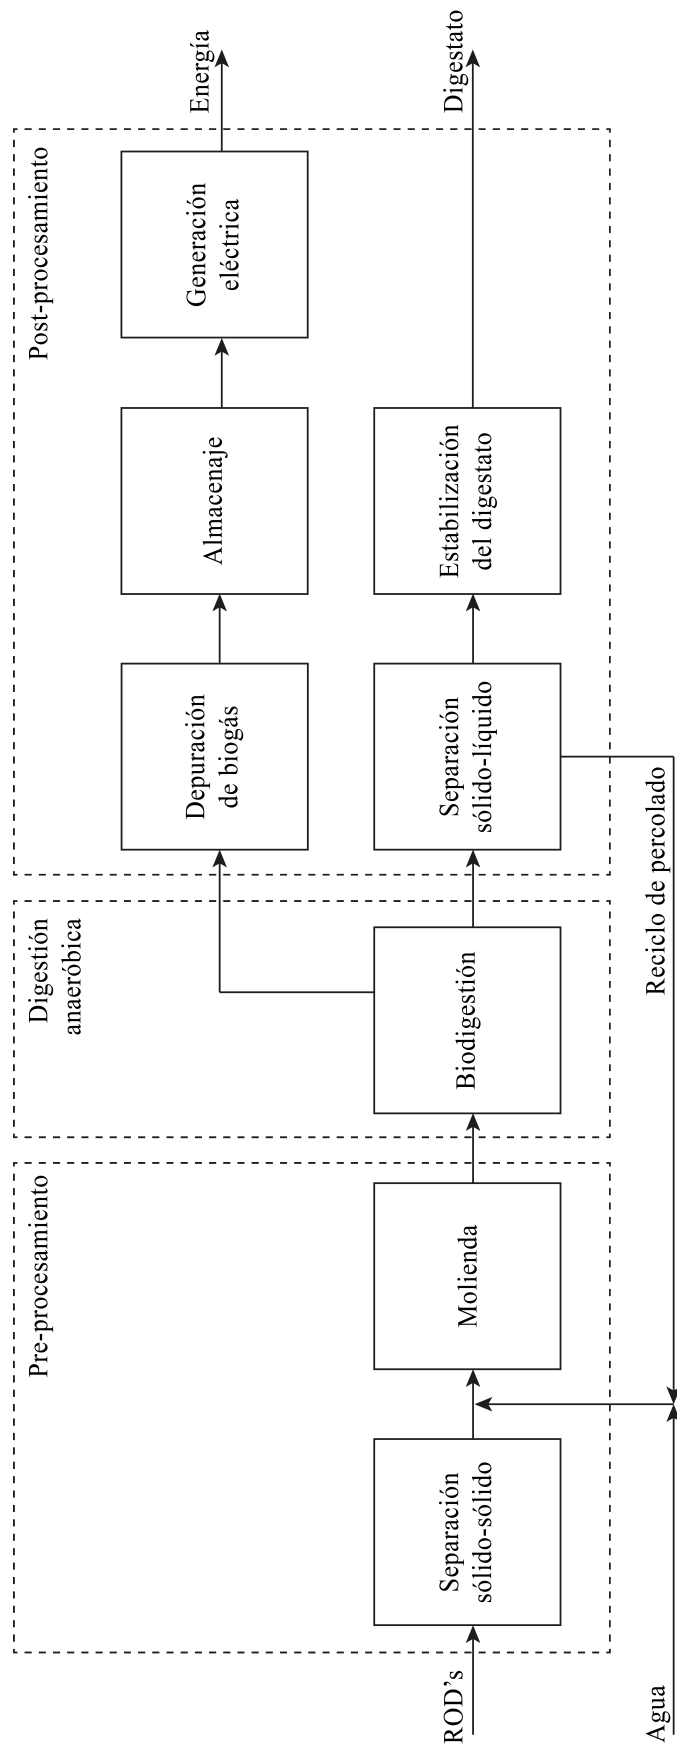 Pre-procesamiento
Digestión
anaeróbica
Post-procesamiento
ROD's
Separación
sólido-sólido
Molienda
Biodigestión
Depuración
de biogás
Almacenaje
Generación
eléctrica
Energía
Separación
sólido-líquido
Estabilización
del digestato
Digestato
Agua
Reciclo de percolado